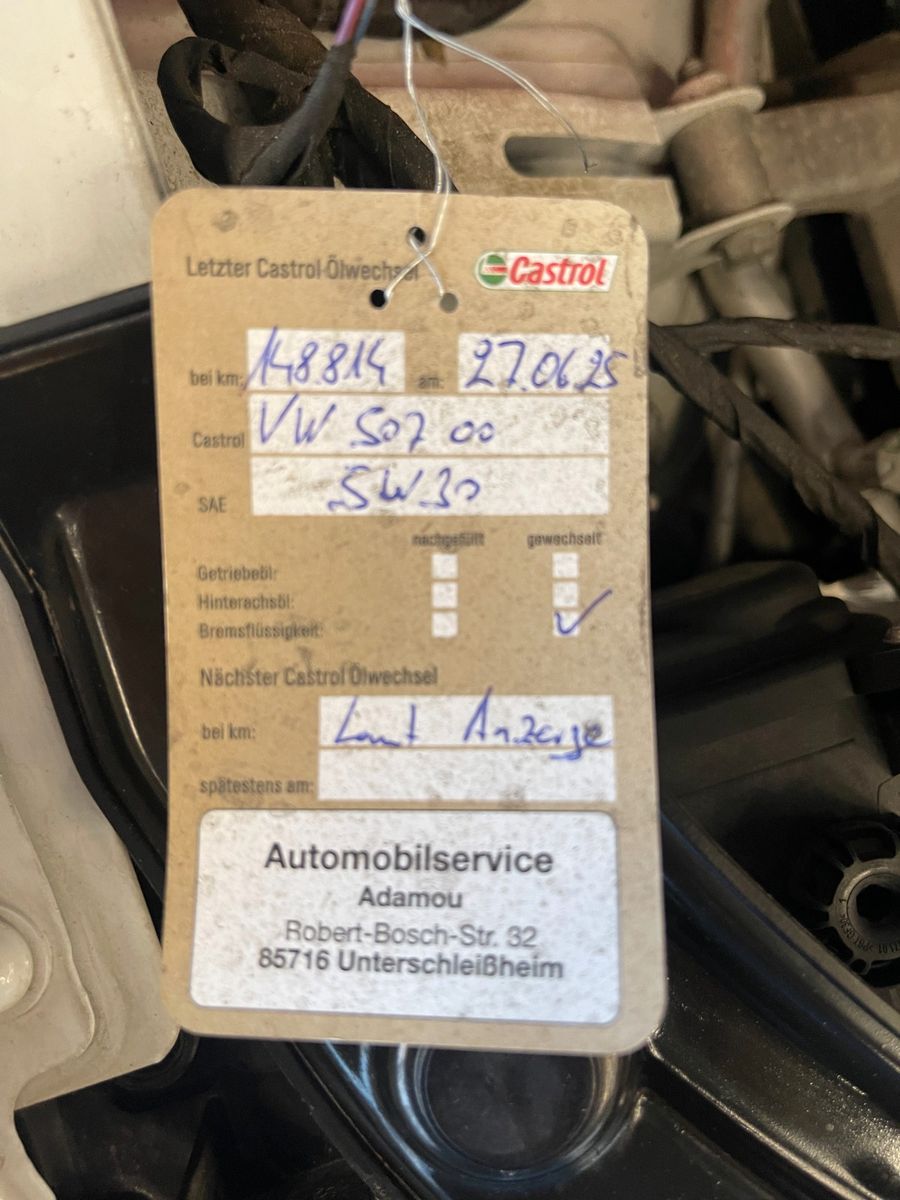 Letzter Castrol Ölwechsel
Castrol
bei km: 148.814 am: 27.06.25
Castrol VW 507 00
SAE 5W30
nachgefüllt gewechselt
Getriebeöl:
Hinterachsöl:
Bremsflüssigkeit:
Nächster Castrol Ölwechsel
bei km: Laut Anzeige
spätestens am:
Automobilservice
Adamou
Robert-Bosch-Str. 32
85716 Unterschleißheim